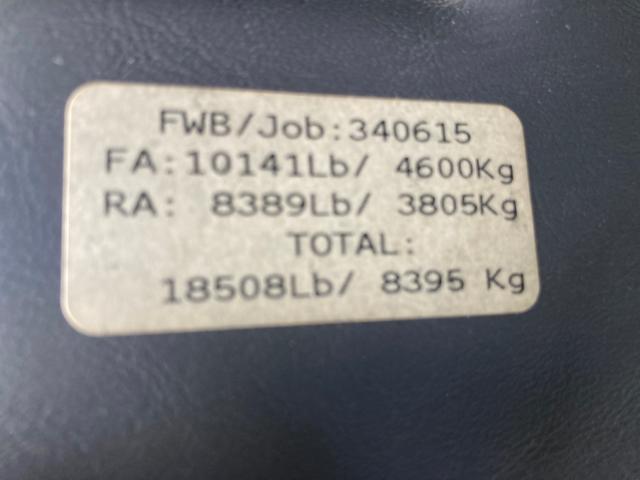 FWB/Job:340615
FA:10141Lb/ 4600Kg
RA: 8389Lb/ 3805Kg
TOTAL:
18508Lb/ 8395 Kg